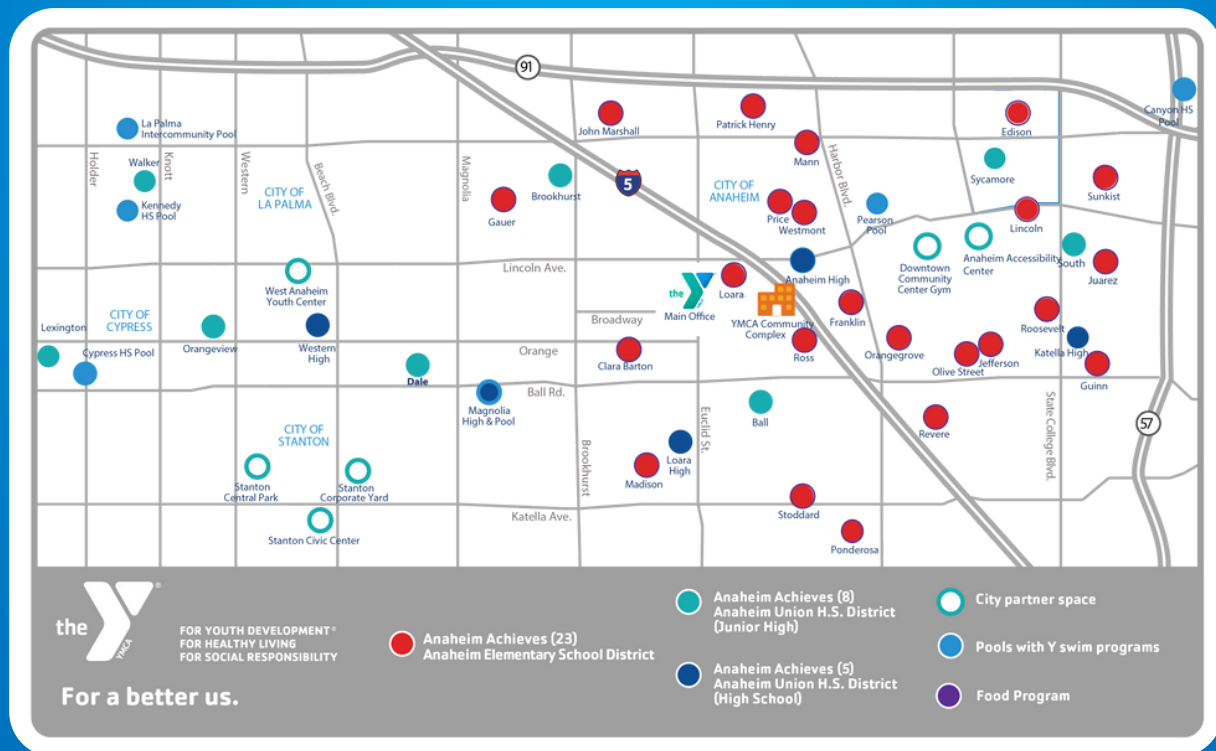 91
La Palma
Intercommunity Pool
Walker
Holder
Knott
Western
Beach Blvd.
Magnolia
Kennedy
HS Pool
CITY OF
LA PALMA
Gauer
Brookhurst
John Marshall
5
Patrick Henry
Mann
Harbor Blvd.
CITY OF
ANAHEIM
Price
Westmont
Pearson
Pool
Edison
Sycamore
Canyon HS
Pool
Sunkist
Lincoln
Downtown
Community
Center Gym
Anaheim Accessibility
Center
South
Juarez
Lincoln Ave.
West Anaheim
Youth Center
the
Main Office
Loara
Anaheim High
YMCA Community
Complex
Franklin
Ross
Orangegrove
Olive Street
Jefferson
Roosevelt
Katella High
Guinn
Lexington
CITY OF
CYPRESS
Cypress HS Pool
Orangeview
Western
High
Broadway
Orange
Clara Barton
Dale
Magnolia
High & Pool
Ball Rd.
Ball
Euclid St.
Brookhurst
Revere
State College Blvd.
57
CITY OF
STANTON
Stanton
Central Park
Stanton
Corporate Yard
Stanton Civic Center
Madison
Loara
High
Katella Ave.
Stoddard
Ponderosa
the
YMCA
®
FOR YOUTH DEVELOPMENT®
FOR HEALTHY LIVING
FOR SOCIAL RESPONSIBILITY
For a better us.
Anaheim Achieves (23)
Anaheim Elementary School District
Anaheim Achieves (8)
Anaheim Union H.S. District
(Junior High)
Anaheim Achieves (5)
Anaheim Union H.S. District
(High School)
City partner space
Pools with Y swim programs
Food Program